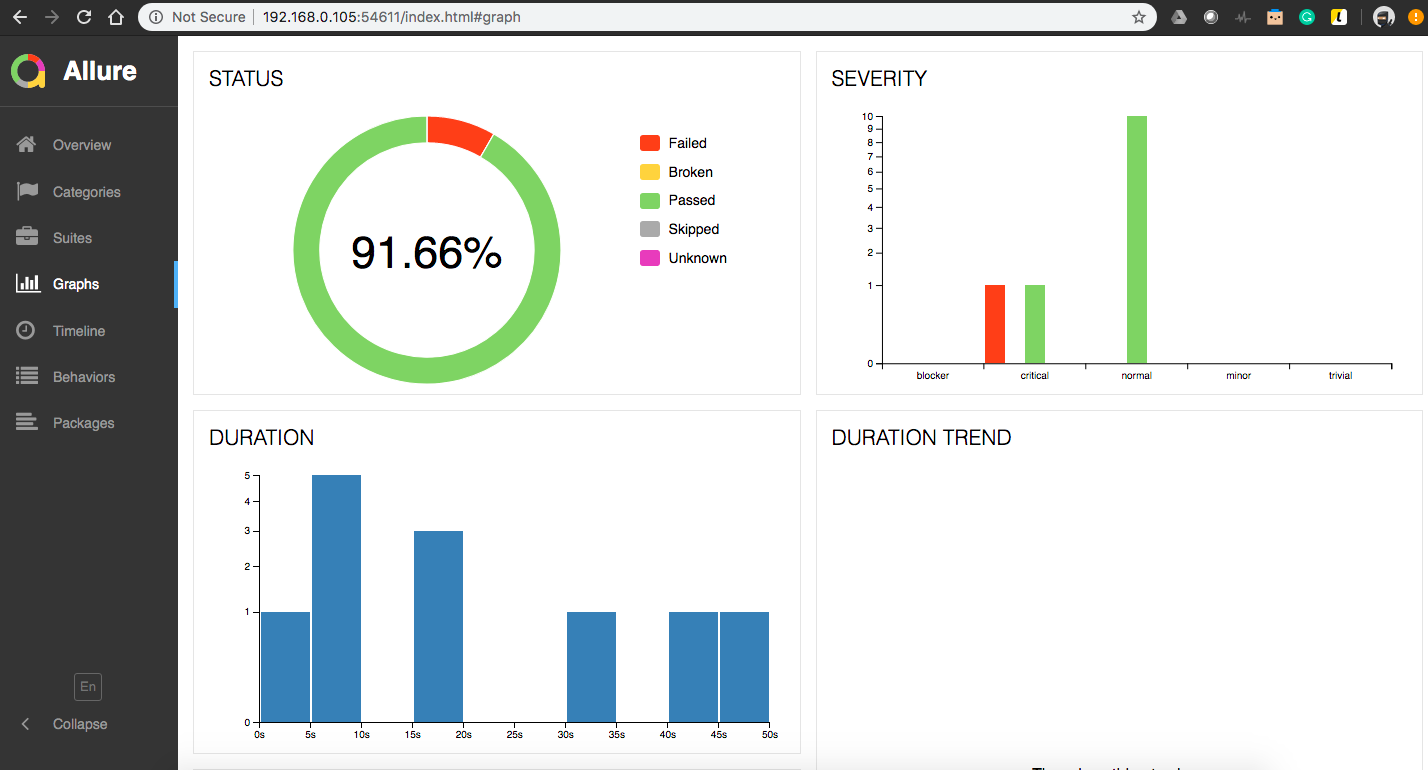 Not Secure 192.168.0.105:54611/index.html#graph
Allure
Overview
Categories
Suites
Graphs
Timeline
Behaviors
Packages
En
Collapse
STATUS
91.66%
Failed
Broken
Passed
Skipped
Unknown
SEVERITY
10
9
8
7
6
5
4
3
2
1
0
blocker critical normal minor trivial
DURATION
5
4
3
2
1
0
0s 5s 10s 15s 20s 25s 30s 35s 40s 45s 50s
DURATION TREND